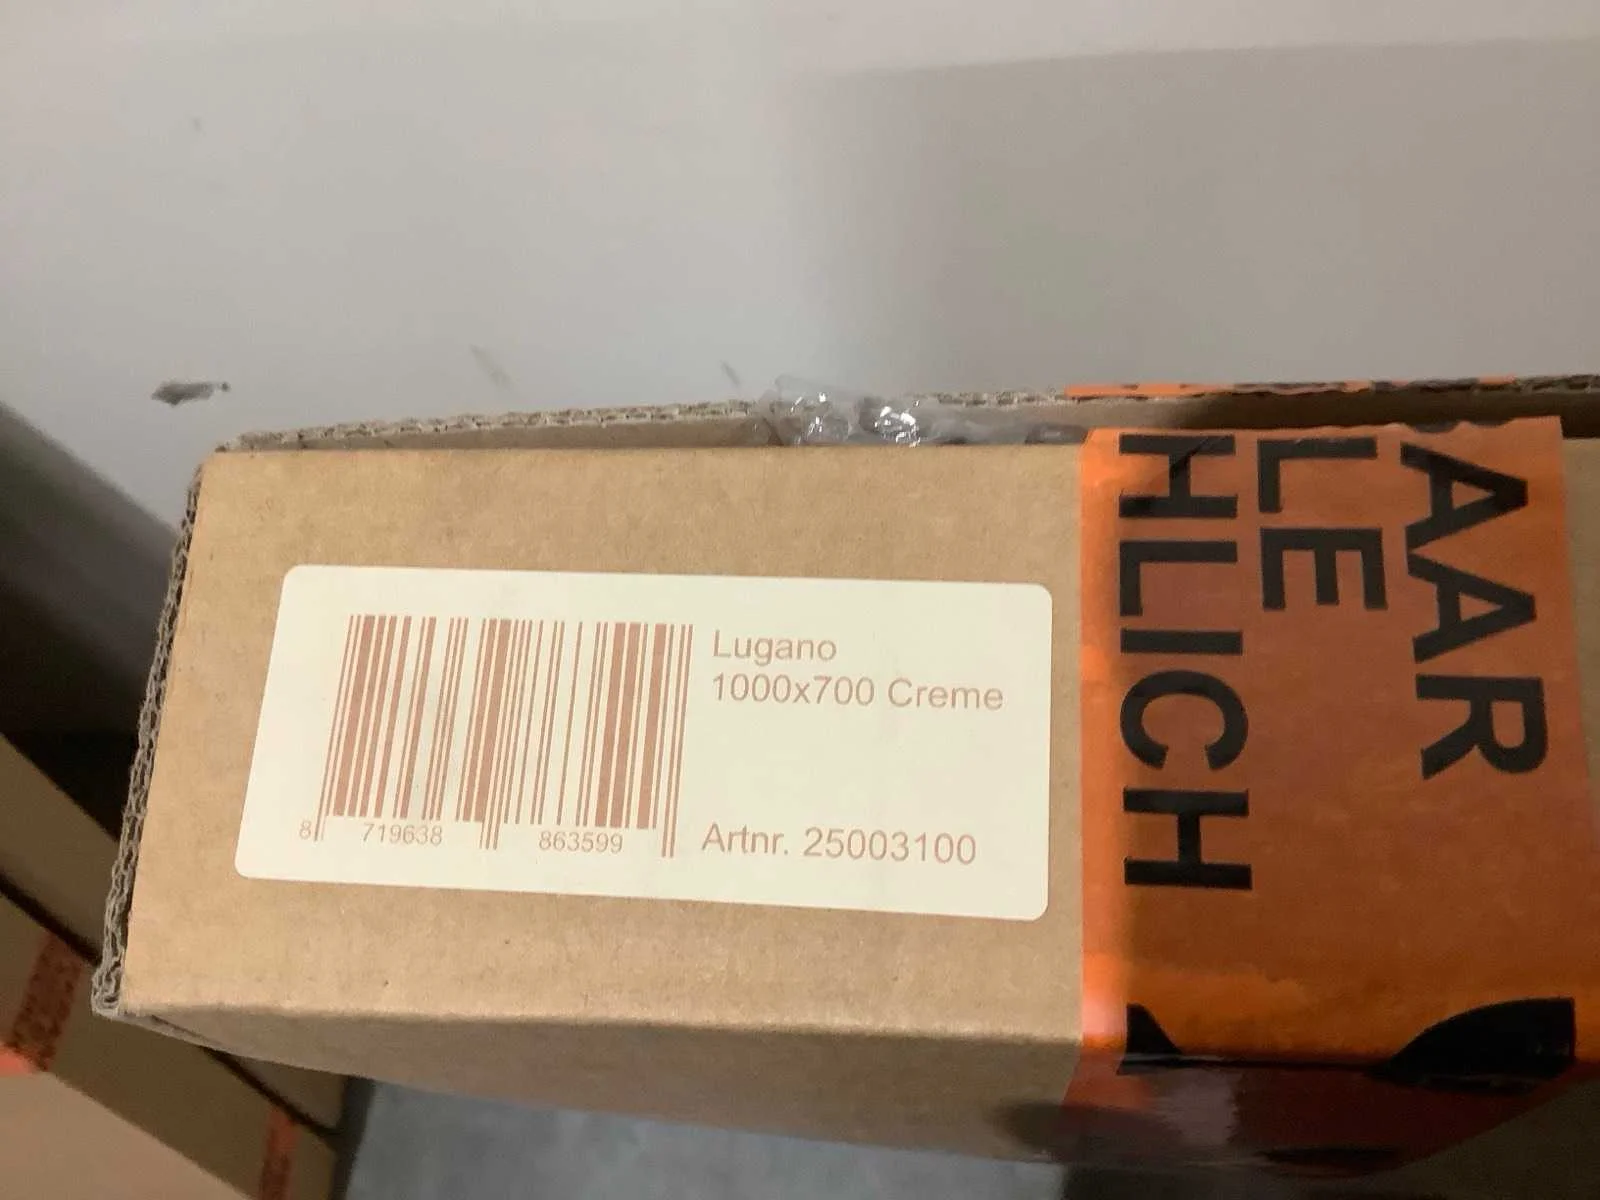 Lugano
1000x700 Creme
8 719638 863599
Artnr. 25003100
AAR
LE
HLICH